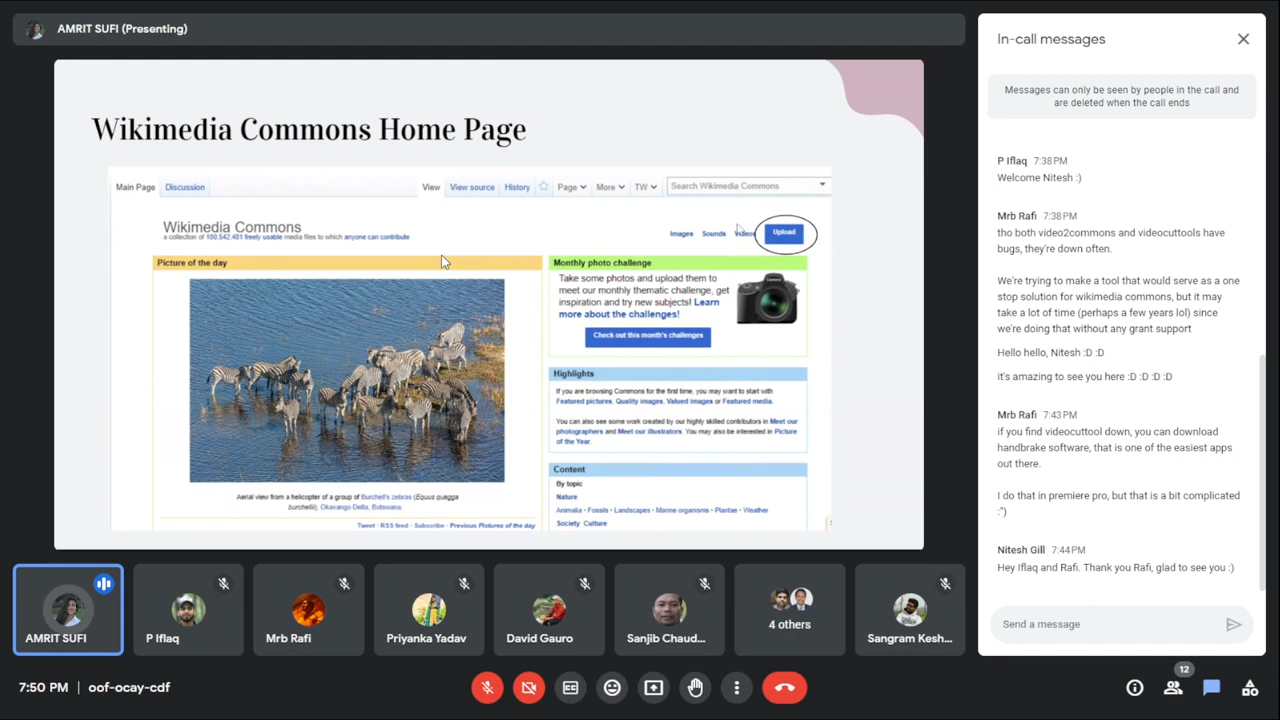 AMRIT SUFI (Presenting)
Wikimedia Commons Home Page
Main Page Discussion View View source History Page More TW Search Wikimedia Commons
Wikimedia Commons
a collection of 100,542,481 freely usable media files to which anyone can contribute
Images Sounds Videos Upload
Picture of the day
Aerial view from a helicopter of a group of Burchell's zebras (Equus quagga
burchellii), Okavango Delta, Botswana.
Tweet · RSS feed · Subscribe · Previous Pictures of the day
Monthly photo challenge
Take some photos and upload them to
meet our monthly thematic challenge, get
inspiration and try new subjects! Learn
more about the challenges!
Check out this month's challenges
Highlights
If you are browsing Commons for the first time, you may want to start with
Featured pictures, Quality images, Valued images or Featured media.
You can also see some work created by our highly skilled contributors in Meet our
photographers and Meet our illustrators. You may also be interested in Picture
of the Year.
Content
By topic
Nature
Animalia · Fossils · Landscapes · Marine organisms · Plantae · Weather
Society Culture
In-call messages
Messages can only be seen by people in the call and
are deleted when the call ends
P Iflaq 7:38 PM
Welcome Nitesh :)
Mrb Rafi 7:38 PM
tho both video2commons and videocuttools have
bugs, they're down often.
We're trying to make a tool that would serve as a one
stop solution for wikimedia commons, but it may
take a lot of time (perhaps a few years lol) since
we're doing that without any grant support
Hello hello, Nitesh :D :D
it's amazing to see you here :D :D :D :D
Mrb Rafi 7:43 PM
if you find videocuttool down, you can download
handbrake software, that is one of the easiest apps
out there.
I do that in premiere pro, but that is a bit complicated
:")
Nitesh Gill 7:44 PM
Hey Iflaq and Rafi. Thank you Rafi, glad to see you :)
Send a message
AMRIT SUFI
P Iflaq
Mrb Rafi
Priyanka Yadav
David Gauro
Sanjib Chaud...
4 others
Sangram Kesh...
7:50 PM oof-ocay-cdf
12